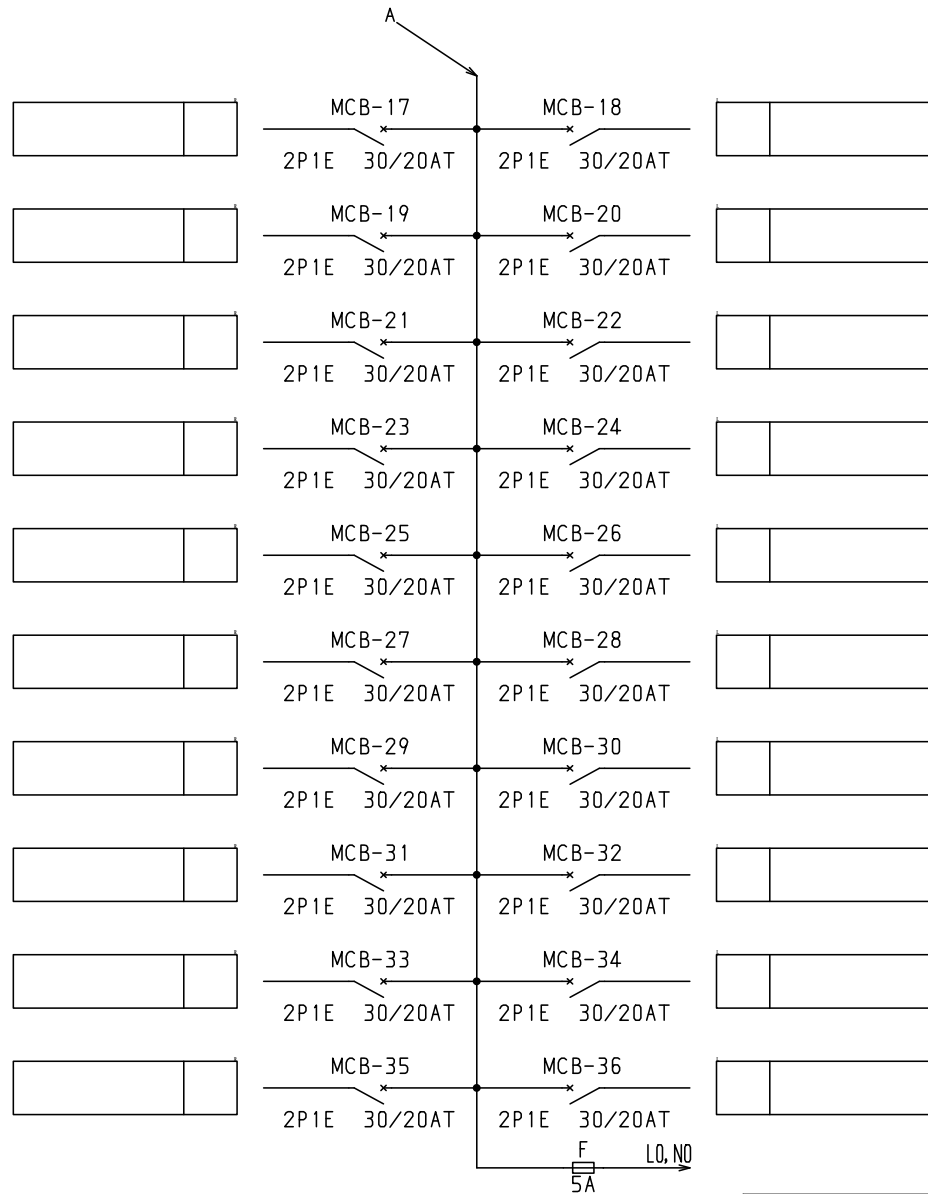 A
MCB-17 MCB-18
2P1E 30/20AT 2P1E 30/20AT
MCB-19 MCB-20
2P1E 30/20AT 2P1E 30/20AT
MCB-21 MCB-22
2P1E 30/20AT 2P1E 30/20AT
MCB-23 MCB-24
2P1E 30/20AT 2P1E 30/20AT
MCB-25 MCB-26
2P1E 30/20AT 2P1E 30/20AT
MCB-27 MCB-28
2P1E 30/20AT 2P1E 30/20AT
MCB-29 MCB-30
2P1E 30/20AT 2P1E 30/20AT
MCB-31 MCB-32
2P1E 30/20AT 2P1E 30/20AT
MCB-33 MCB-34
2P1E 30/20AT 2P1E 30/20AT
MCB-35 MCB-36
2P1E 30/20AT 2P1E 30/20AT
F L0,N0
5A